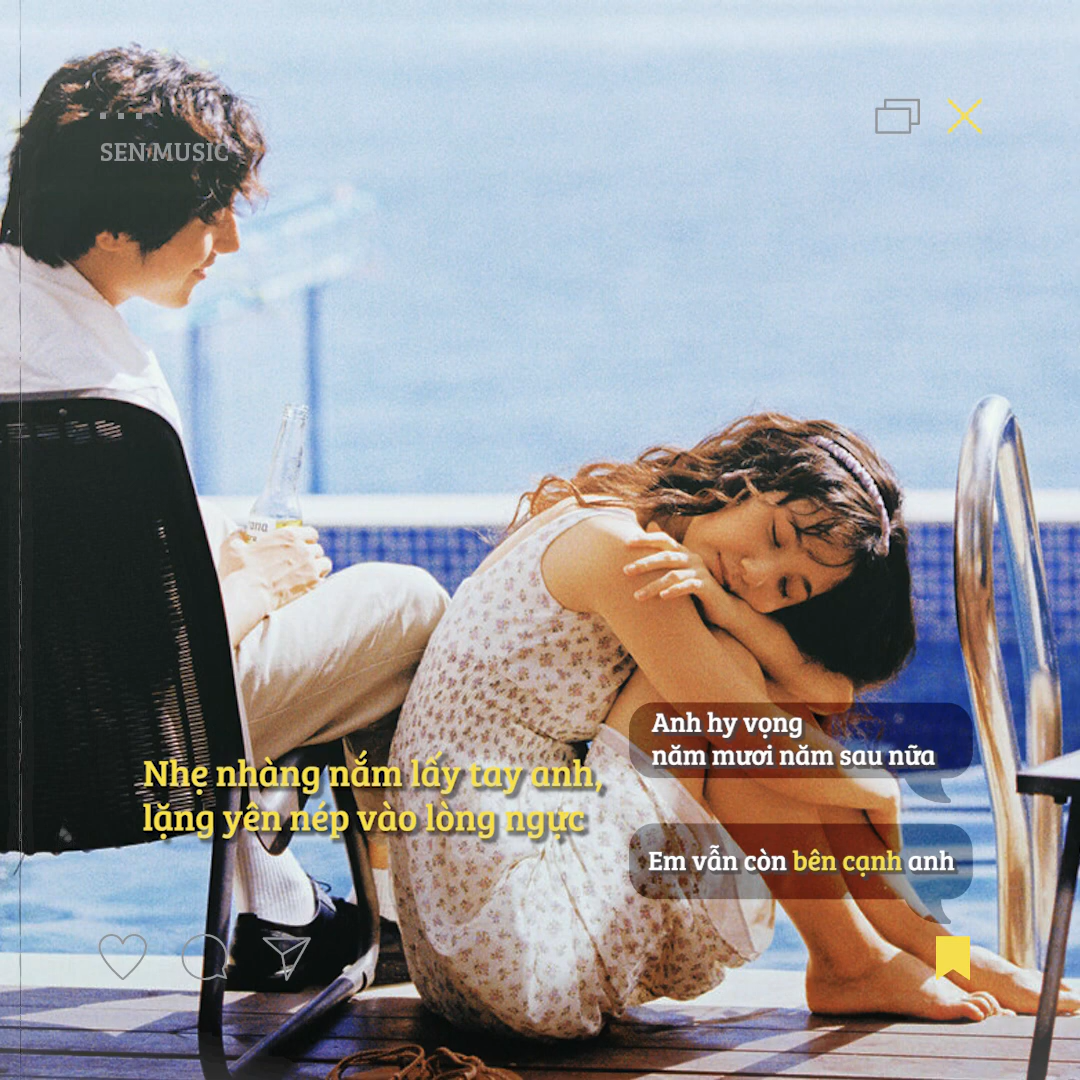 SEN MUSIC
Nhẹ nhàng nắm lấy tay anh,
lặng yên nép vào lòng ngực
Anh hy vọng
năm mươi năm sau nữa
Em vẫn còn bên cạnh anh